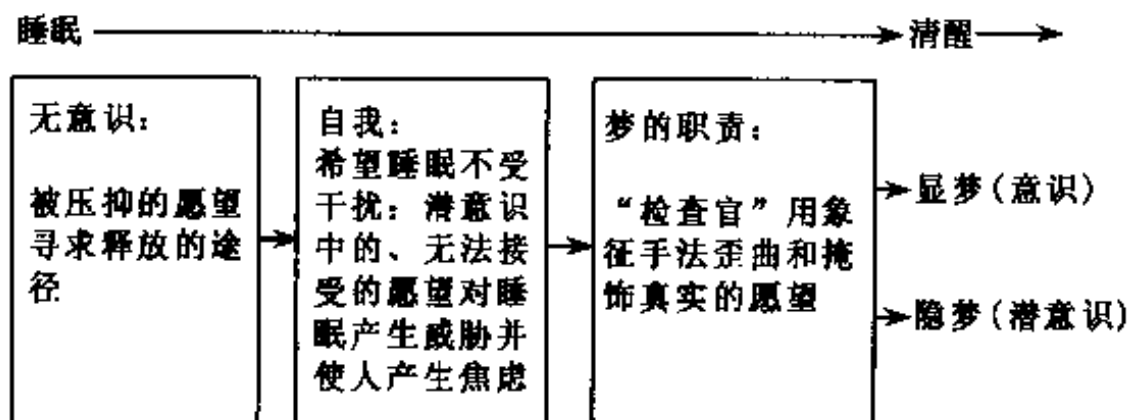 睡眠
清醒
无意识：
被压抑的愿望
寻求释放的途
径
自我：
希望睡眠不受
干扰：潜意识
中的、无法接
受的愿望对睡
眠产生威胁并
使人产生焦虑
梦的职责：
“检查官”用象
征手法歪曲和掩
饰真实的愿望
显梦（意识）
隐梦（潜意识）